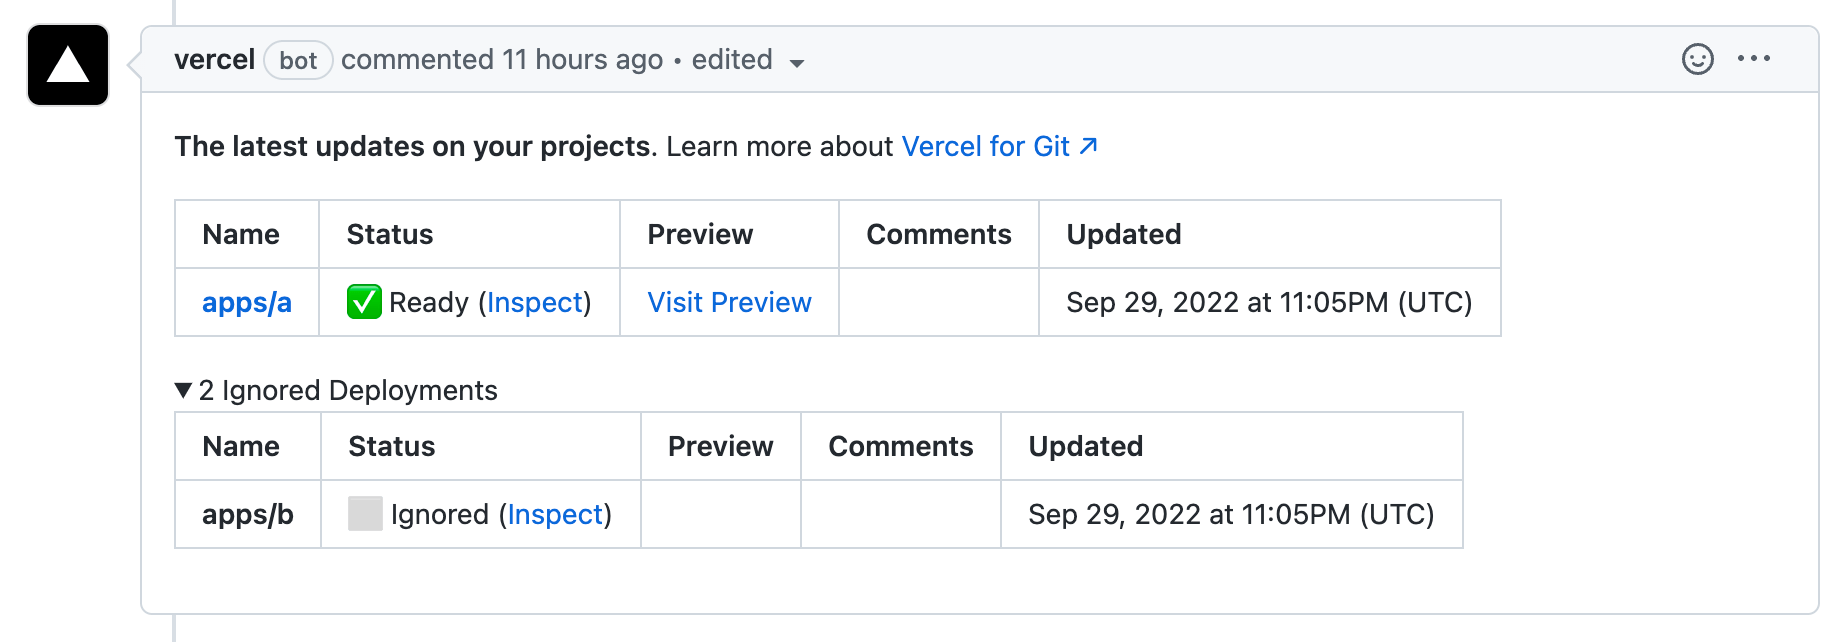 vercel bot commented 11 hours ago • edited
The latest updates on your projects. Learn more about Vercel for Git ↗
Name Status Preview Comments Updated
apps/a ✅ Ready (Inspect) Visit Preview Sep 29, 2022 at 11:05PM (UTC)
▼ 2 Ignored Deployments
Name Status Preview Comments Updated
apps/b Ignored (Inspect) Sep 29, 2022 at 11:05PM (UTC)